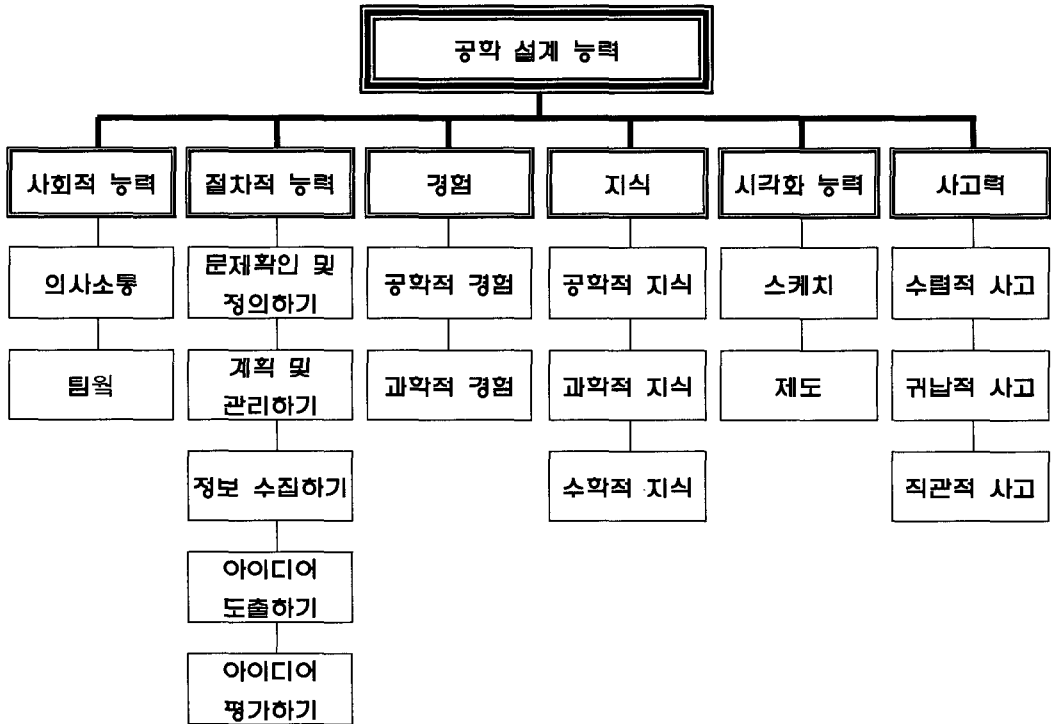 공학 설계 능력
사회적 능력
절차적 능력
경험
지식
시각화 능력
사고력
의사소통
문제확인 및
정의하기
공학적 경험
공학적 지식
스케치
수렴적 사고
팀웍
계획 및
관리하기
과학적 경험
과학적 지식
제도
귀납적 사고
정보 수집하기
수학적 지식
직관적 사고
아이디어
도출하기
아이디어
평가하기